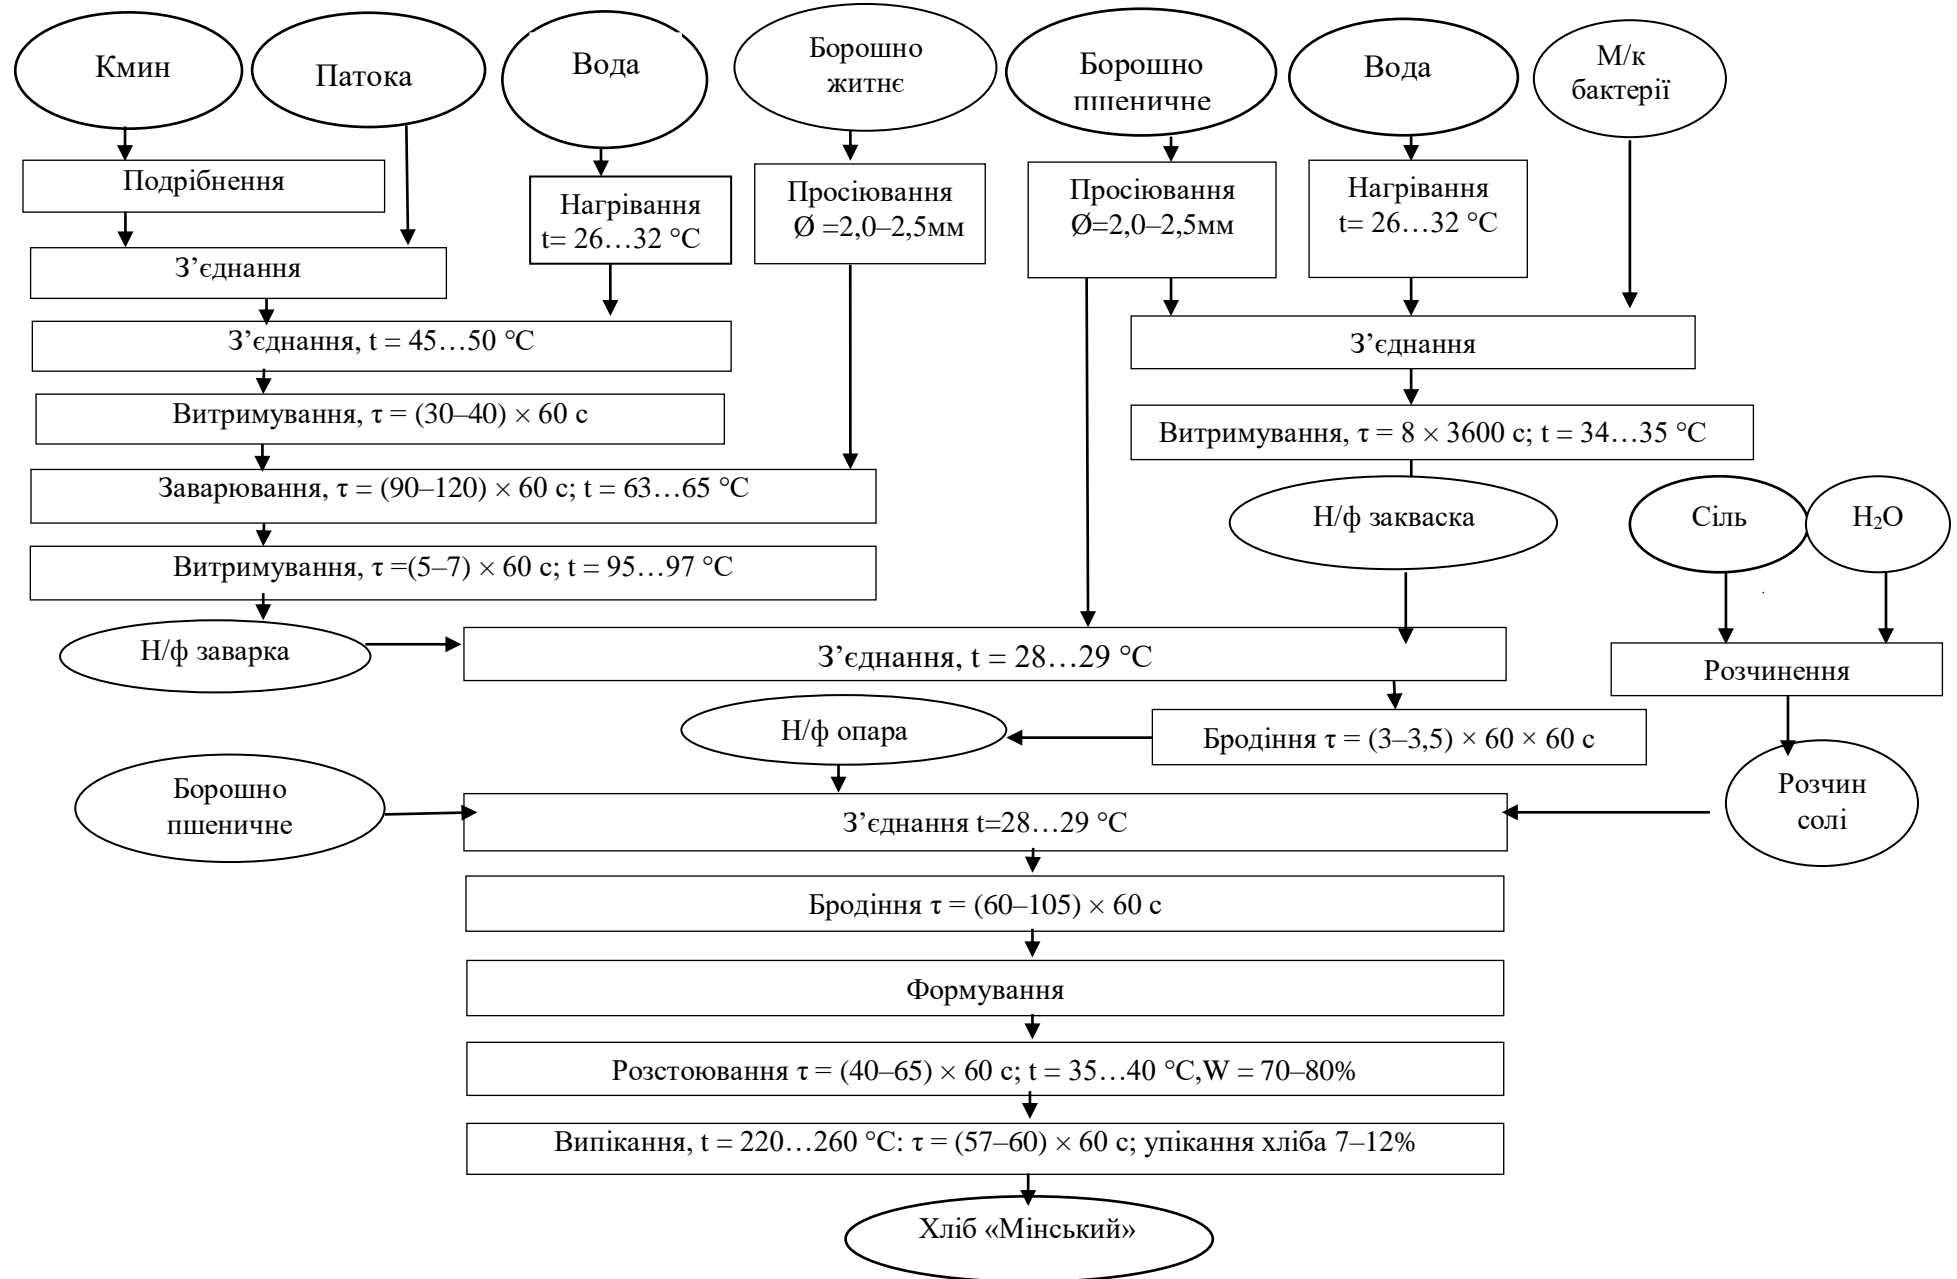 Кмин
Патока
Вода
Борошно
житнє
Борошно
пшеничне
Вода
М/к
бактерії
Подрібнення
Нагрівання
t= 26…32 °С
Просіювання
Ø =2,0–2,5мм
Просіювання
Ø=2,0–2,5мм
Нагрівання
t= 26…32 °С
З’єднання
З’єднання, t = 45…50 °С
З’єднання
Витримування, τ = (30–40) × 60 с
Витримування, τ = 8 × 3600 с; t = 34…35 °С
Заварювання, τ = (90–120) × 60 с; t = 63…65 °С
Н/ф закваска
Сіль
H₂O
Витримування, τ =(5–7) × 60 с; t = 95…97 °С
Н/ф заварка
З’єднання, t = 28…29 °С
Розчинення
Н/ф опара
Бродіння τ = (3–3,5) × 60 × 60 с
Борошно
пшеничне
З’єднання t=28…29 °С
Розчин
солі
Бродіння τ = (60–105) × 60 с
Формування
Розстоювання τ = (40–65) × 60 с; t = 35…40 °С,W = 70–80%
Випікання, t = 220…260 °С: τ = (57–60) × 60 с; упікання хліба 7–12%
Хліб «Мінський»